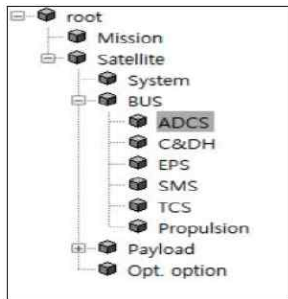 root
Mission
Satellite
System
BUS
ADCS
C&DH
EPS
SMS
TCS
Propulsion
Payload
Opt. option